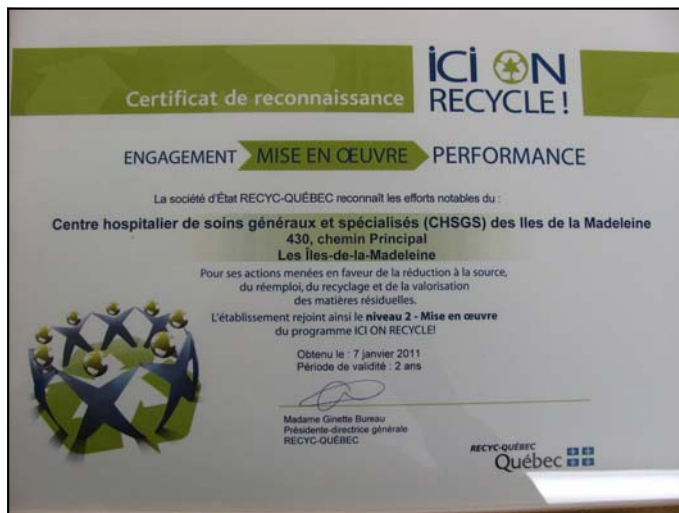 Certificat de reconnaissance
ICI ON
RECYCLE!
ENGAGEMENT MISE EN ŒUVRE PERFORMANCE
La société d'État RECYC-QUÉBEC reconnaît les efforts notables du :
Centre hospitalier de soins généraux et spécialisés (CHSGS) des Iles de la Madeleine
430, chemin Principal
Les Îles-de-la-Madeleine
Pour ses actions menées en faveur de la réduction à la source,
du réemploi, du recyclage et de la valorisation
des matières résiduelles.
L'établissement rejoint ainsi le niveau 2 - Mise en œuvre
du programme ICI ON RECYCLE!
Obtenu le : 7 janvier 2011
Période de validité : 2 ans
Madame Ginette Bureau
Présidente-directrice générale
RECYC-QUÉBEC
RECYC-QUÉBEC
Québec